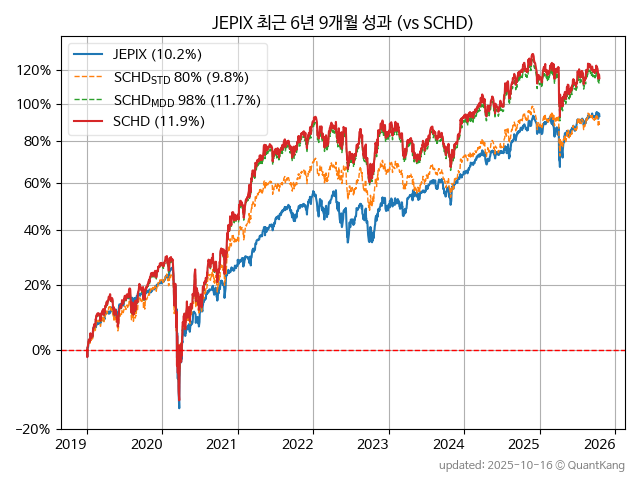 JEPIX 최근 6년 9개월 성과 (vs SCHD)
JEPIX (10.2%)
SCHD_STD 80% (9.8%)
SCHD_MDD 98% (11.7%)
SCHD (11.9%)
120%
100%
80%
60%
40%
20%
0%
−20%
2019 2020 2021 2022 2023 2024 2025 2026
updated: 2025-10-16 © QuantKang